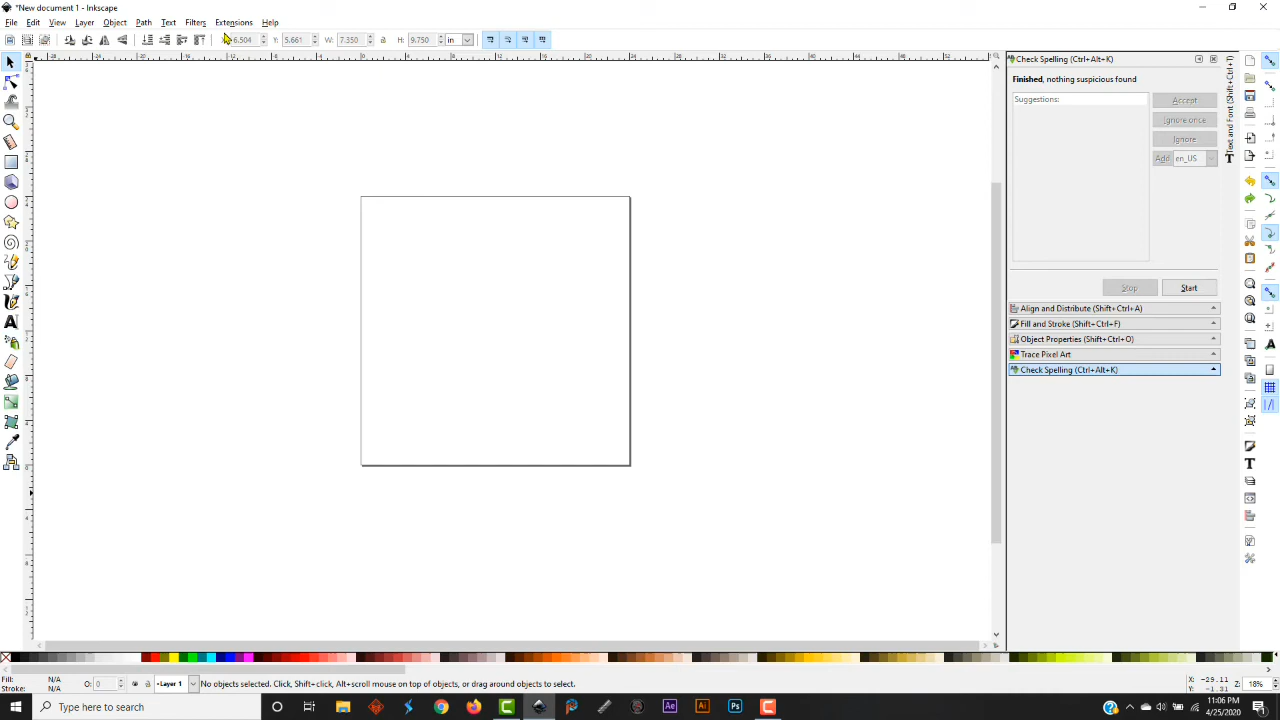 *New document 1 - Inkscape
File Edit View Layer Object Path Text Filters Extensions Help
6.504 Y: 5.661 W: 7.350 H: 9.750 in
Check Spelling (Ctrl+Alt+K)
Finished, nothing suspicious found
Suggestions:
Accept
Ignore once
Ignore
Add en_US
Stop Start
Text and Font (Shift+Ctrl+T)
Align and Distribute (Shift+Ctrl+A)
Fill and Stroke (Shift+Ctrl+F)
Object Properties (Shift+Ctrl+O)
Trace Pixel Art
Check Spelling (Ctrl+Alt+K)
Fill: N/A
Stroke: N/A
O: 0
Layer 1
No objects selected. Click, Shift+click, Alt+scroll mouse on top of objects, or drag around objects to select.
X: -29.11
Y: -1.31
Z: 18%
Type here to search
11:06 PM
4/25/2020